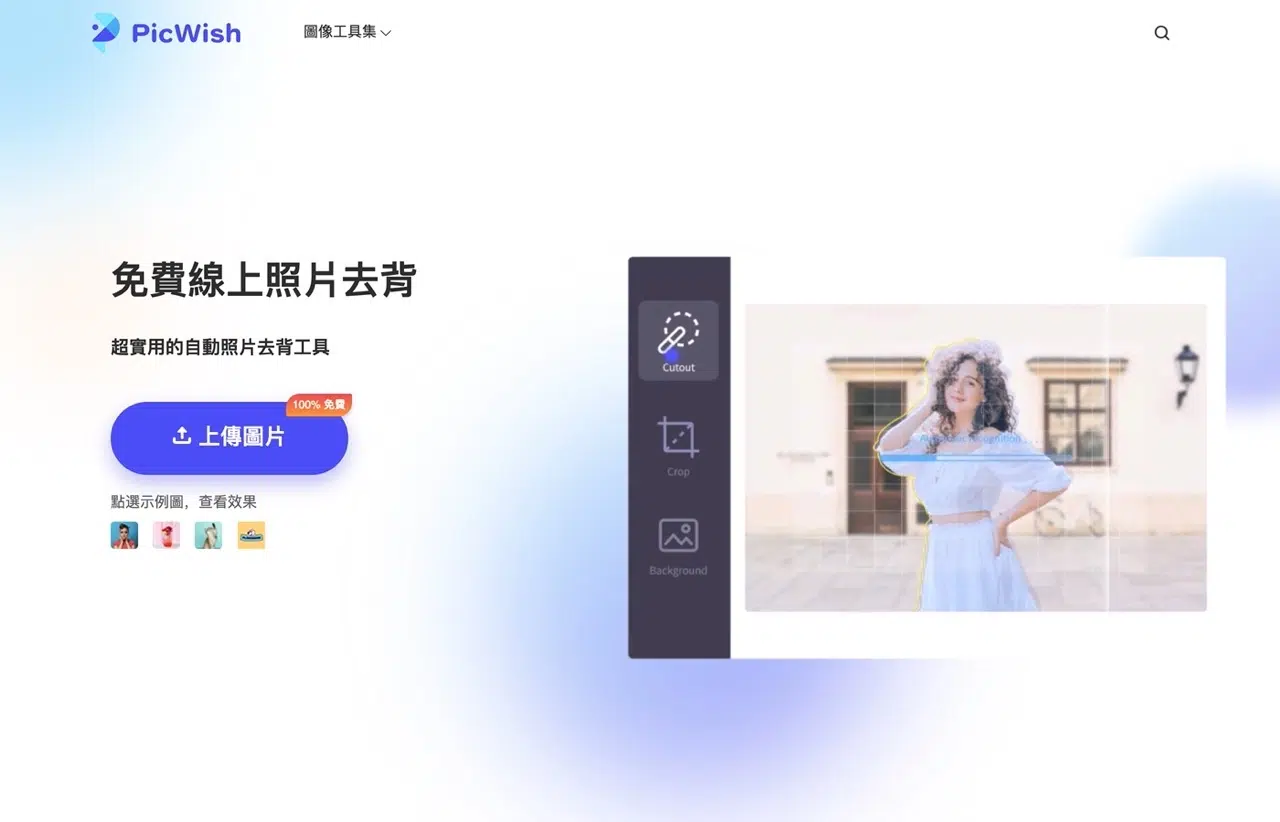 PicWish
圖像工具集
免費線上照片去背
超實用的自動照片去背工具
100% 免費
上傳圖片
點選示例圖，查看效果
Cutout
Crop
Background